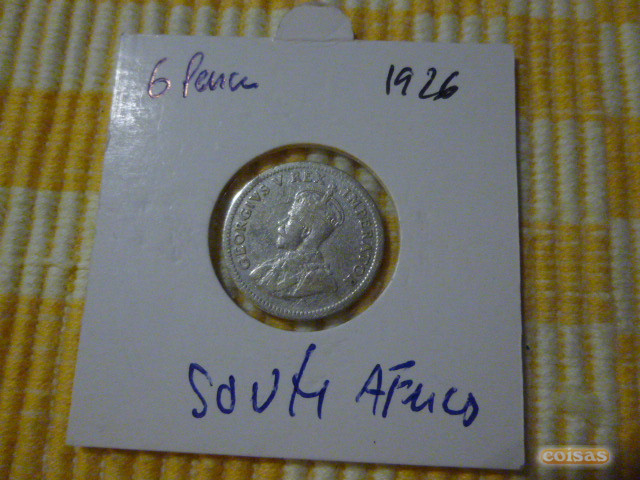 6 Pence 1926
GEORGIVS V REX IMPERATOR
SOUTH AFRICA
coisas